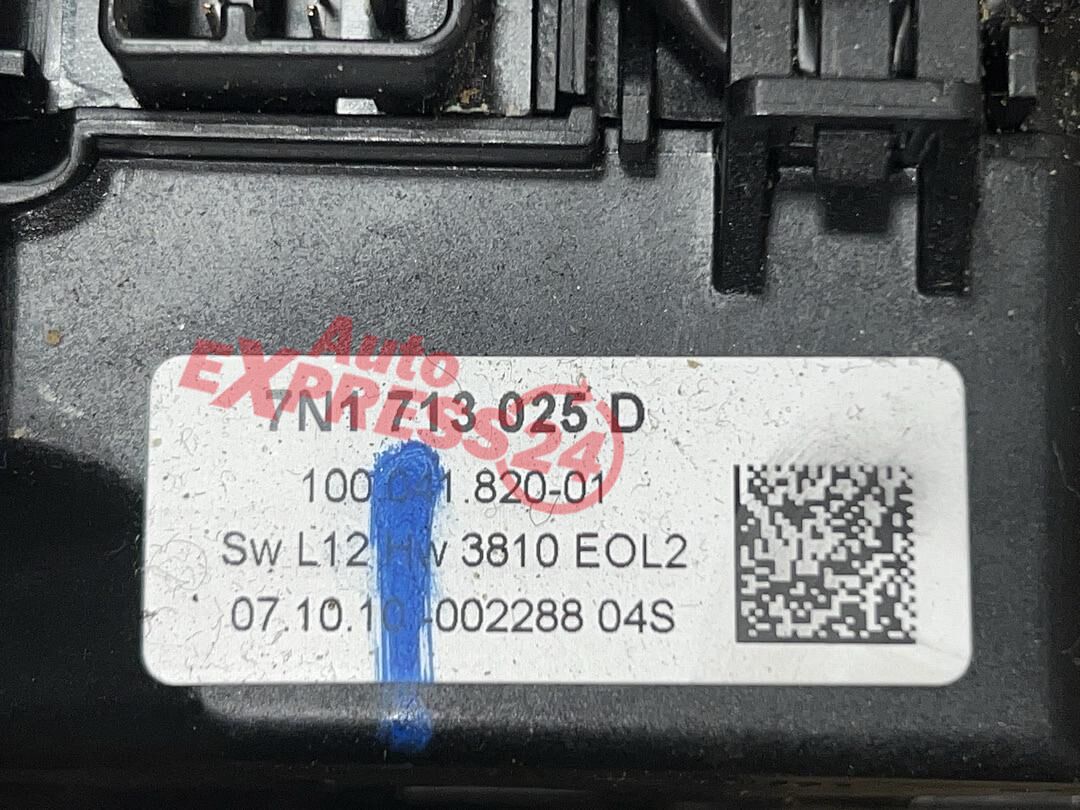 Auto
EXPRESS24
7N1 713 025 D
100.041.820-01
Sw L12 Hw 3810 EOL2
07.10.10 -002288 04S